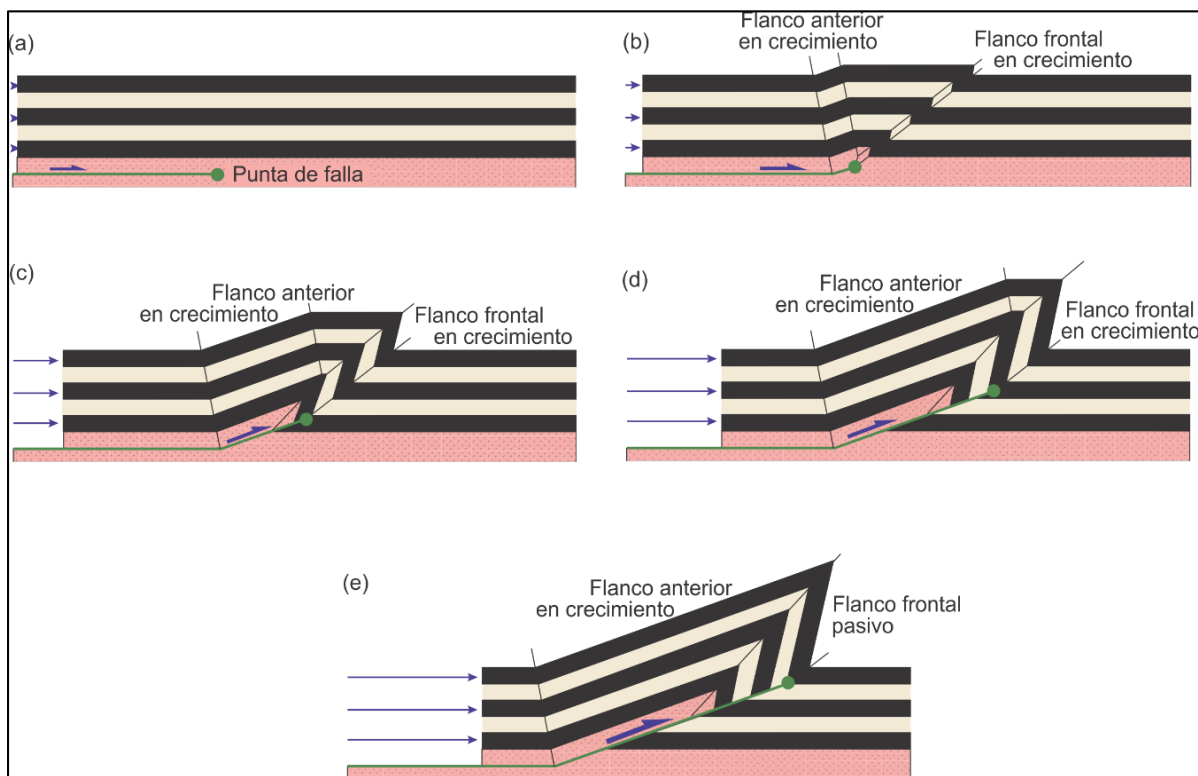 (a)
Punta de falla
(b)
Flanco anterior
en crecimiento
Flanco frontal
en crecimiento
(c)
Flanco anterior
en crecimiento
Flanco frontal
en crecimiento
(d)
Flanco anterior
en crecimiento
Flanco frontal
en crecimiento
(e)
Flanco anterior
en crecimiento
Flanco frontal
pasivo